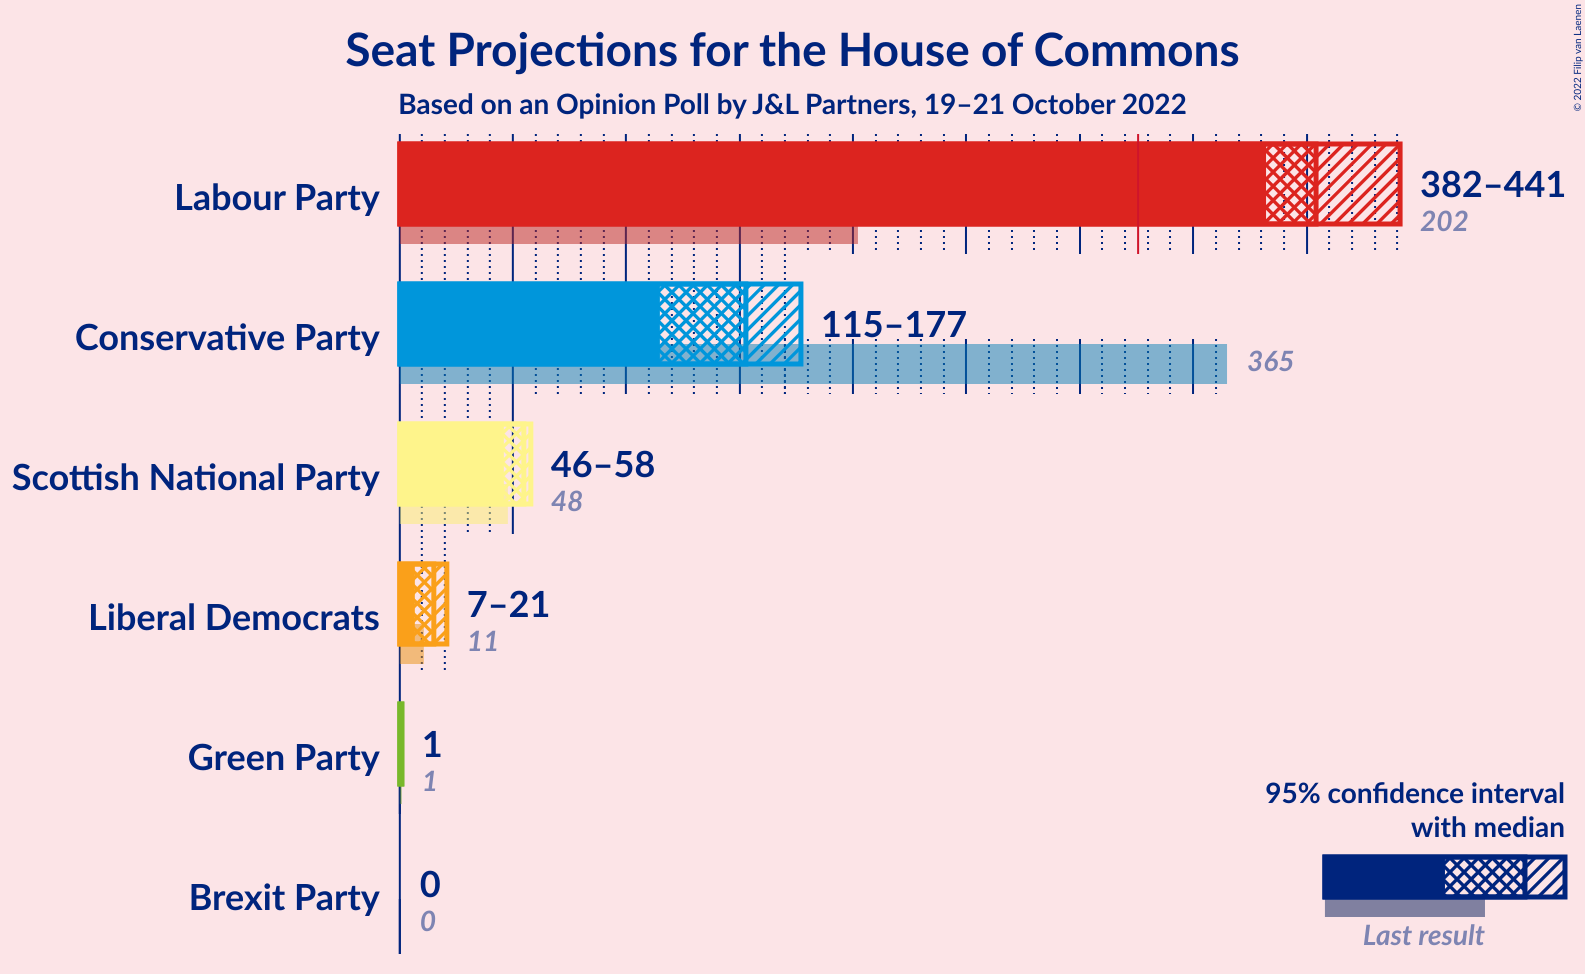 Seat Projections for the House of Commons
Based on an Opinion Poll by J&L Partners, 19–21 October 2022
© 2022 Filip van Laenen
Labour Party
382–441
202
Conservative Party
115–177
365
Scottish National Party
46–58
48
Liberal Democrats
7–21
11
Green Party
1
1
Brexit Party
0
0
95% confidence interval
with median
Last result